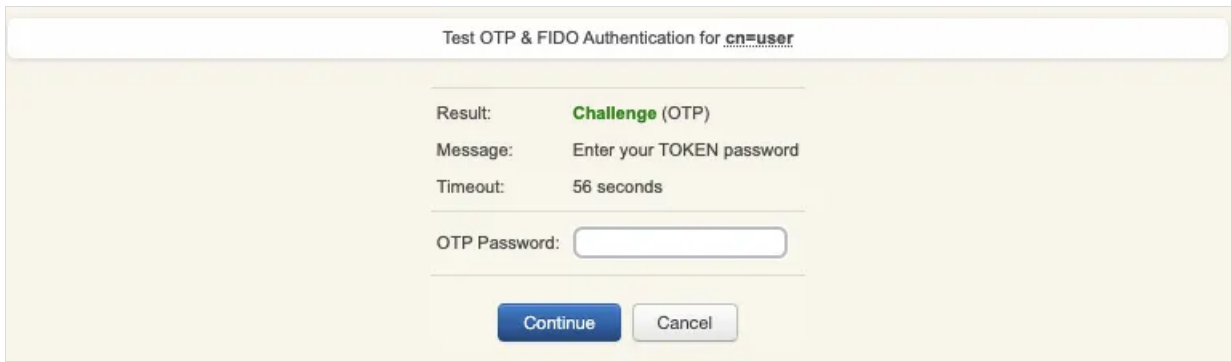 Test OTP & FIDO Authentication for cn=user
Result: Challenge (OTP)
Message: Enter your TOKEN password
Timeout: 56 seconds
OTP Password:
Continue Cancel